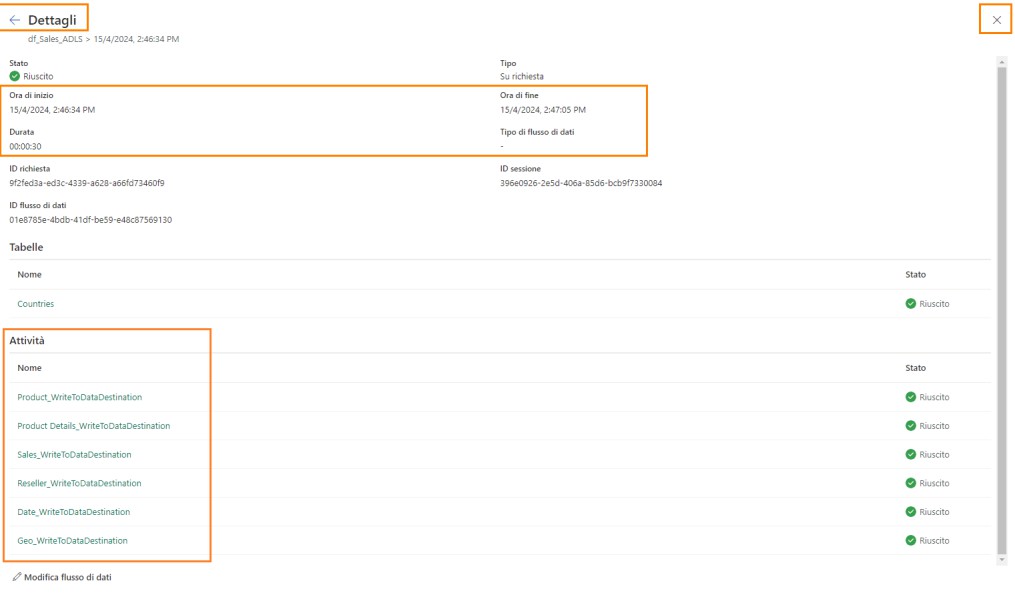 Dettagli
df_Sales_ADLS > 15/4/2024, 2:46:34 PM
Stato
Tipo
Riuscito
Su richiesta
Ora di inizio
Ora di fine
15/4/2024, 2:46:34 PM
15/4/2024, 2:47:05 PM
Durata
Tipo di flusso di dati
00:00:30
-
ID richiesta
ID sessione
9f2fed3a-ed3c-4339-a628-a66fd73460f9
396e0926-2e5d-406a-85d6-bcb9f7330084
ID flusso di dati
01e8785e-4bdb-41df-be59-e48c87569130
Tabelle
Nome
Stato
Countries
Riuscito
Attività
Nome
Stato
Product_WriteToDataDestination
Riuscito
Product Details_WriteToDataDestination
Riuscito
Sales_WriteToDataDestination
Riuscito
Reseller_WriteToDataDestination
Riuscito
Date_WriteToDataDestination
Riuscito
Geo_WriteToDataDestination
Riuscito
Modifica flusso di dati